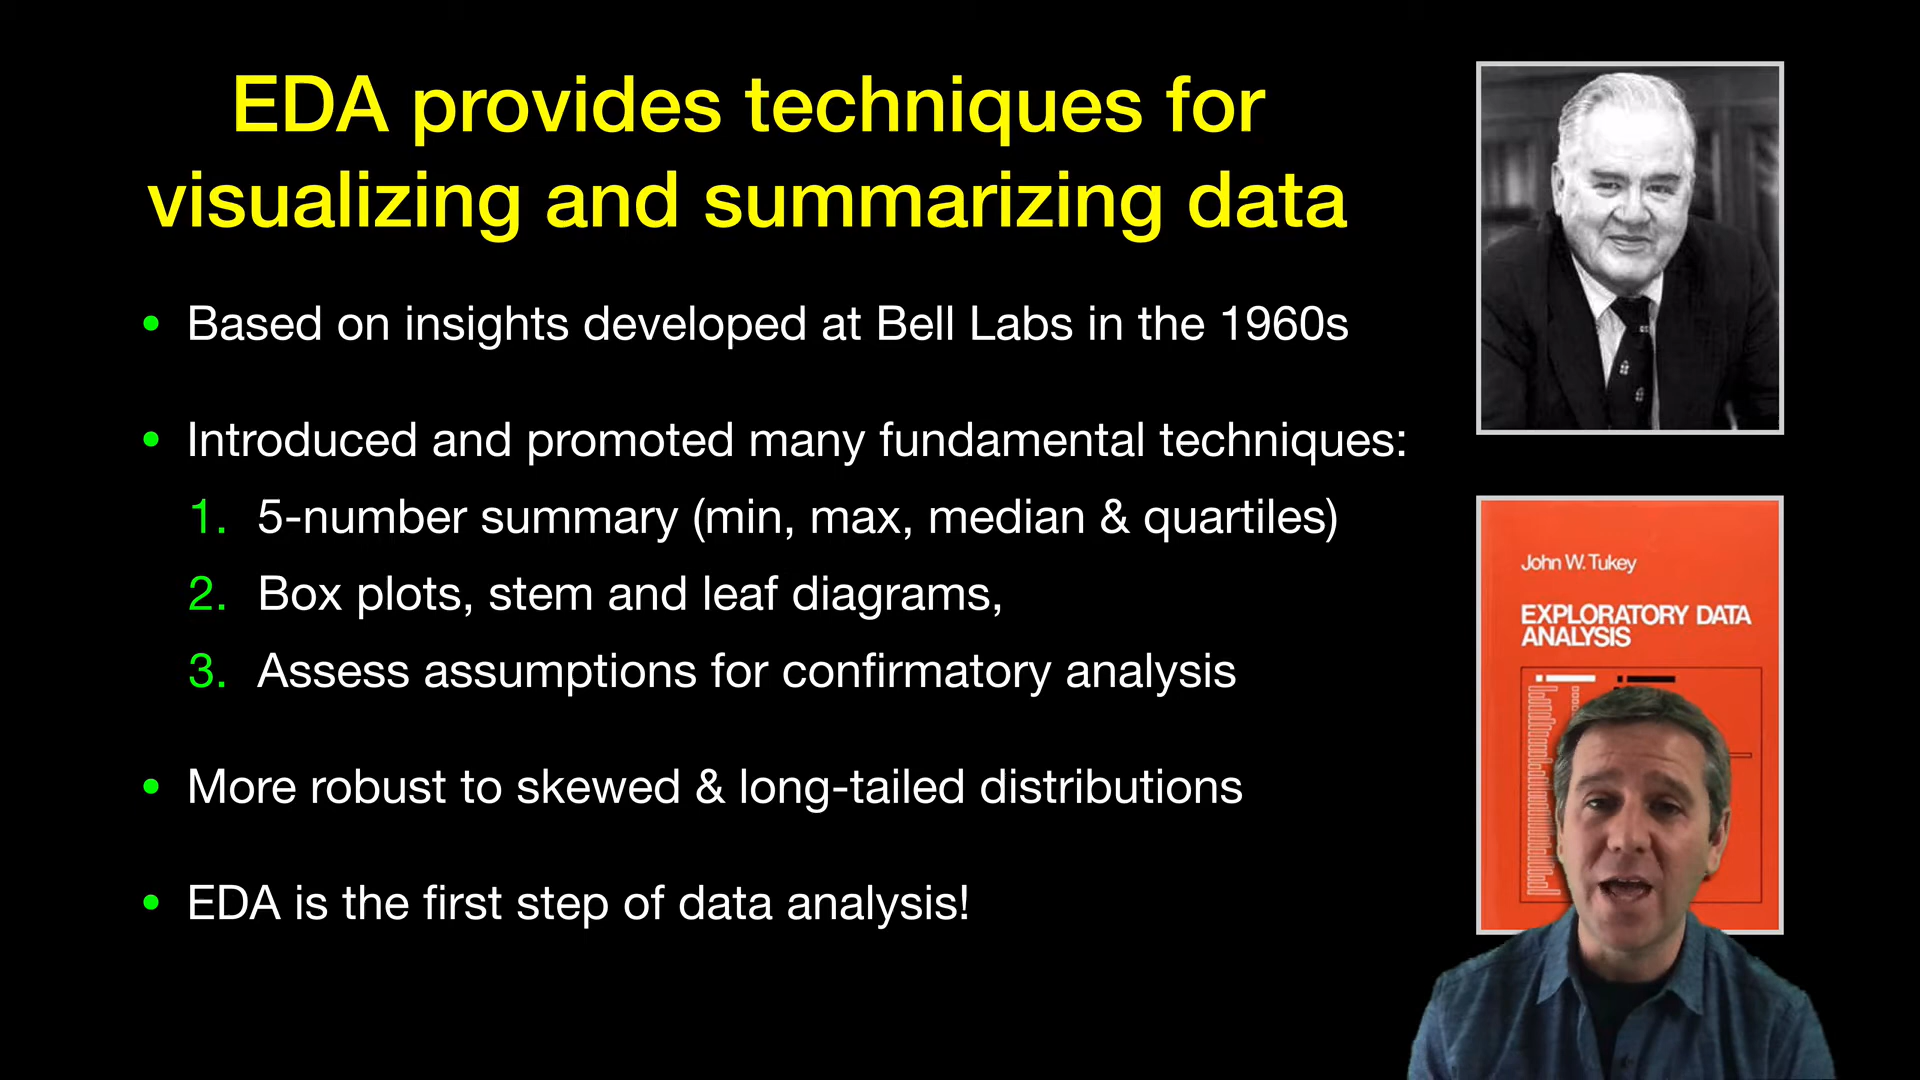 EDA provides techniques for
visualizing and summarizing data
• Based on insights developed at Bell Labs in the 1960s
• Introduced and promoted many fundamental techniques:
1. 5-number summary (min, max, median & quartiles)
2. Box plots, stem and leaf diagrams,
3. Assess assumptions for confirmatory analysis
• More robust to skewed & long-tailed distributions
• EDA is the first step of data analysis!
John W. Tukey
EXPLORATORY DATA
ANALYSIS